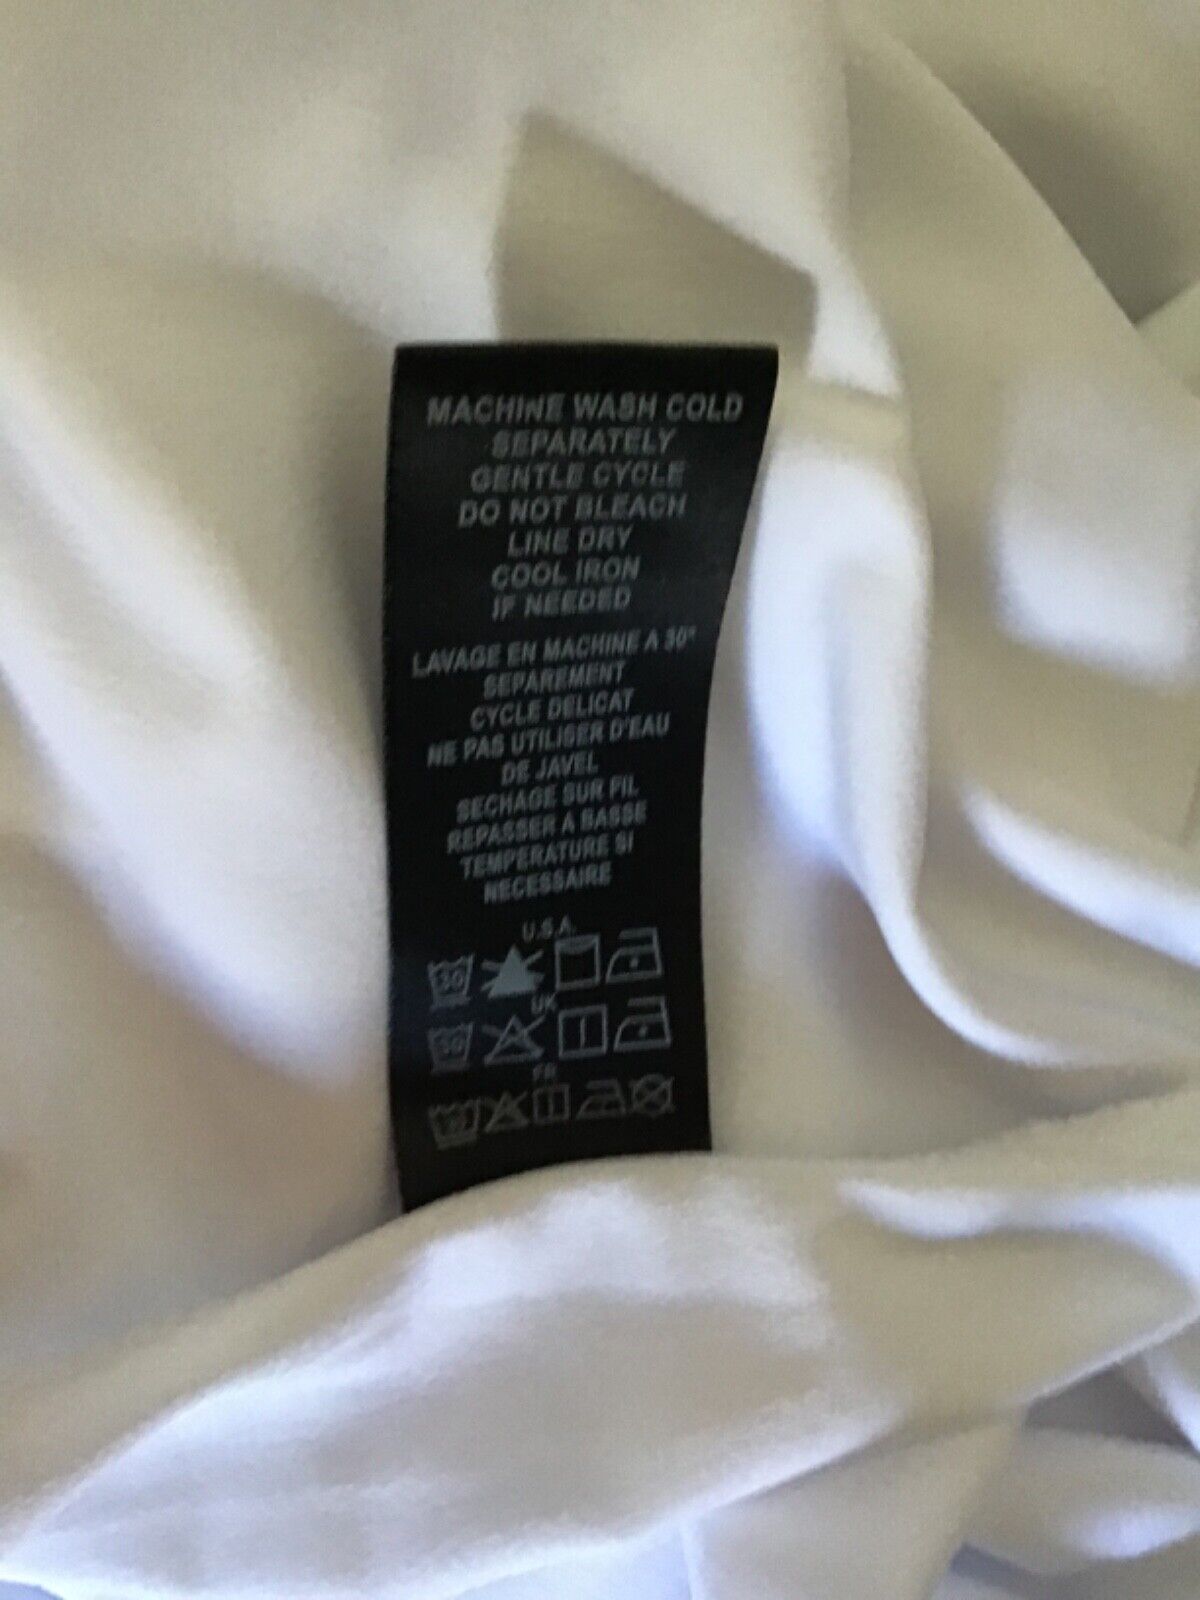 MACHINE WASH COLD
SEPARATELY
GENTLE CYCLE
DO NOT BLEACH
LINE DRY
COOL IRON
IF NEEDED
LAVAGE EN MACHINE A 30°
SEPAREMENT
CYCLE DELICAT
NE PAS UTILISER D'EAU
DE JAVEL
SECHAGE SUR FIL
REPASSER A BASSE
TEMPERATURE SI
NECESSAIRE
U.S.A.
30
UK
30
FR
30